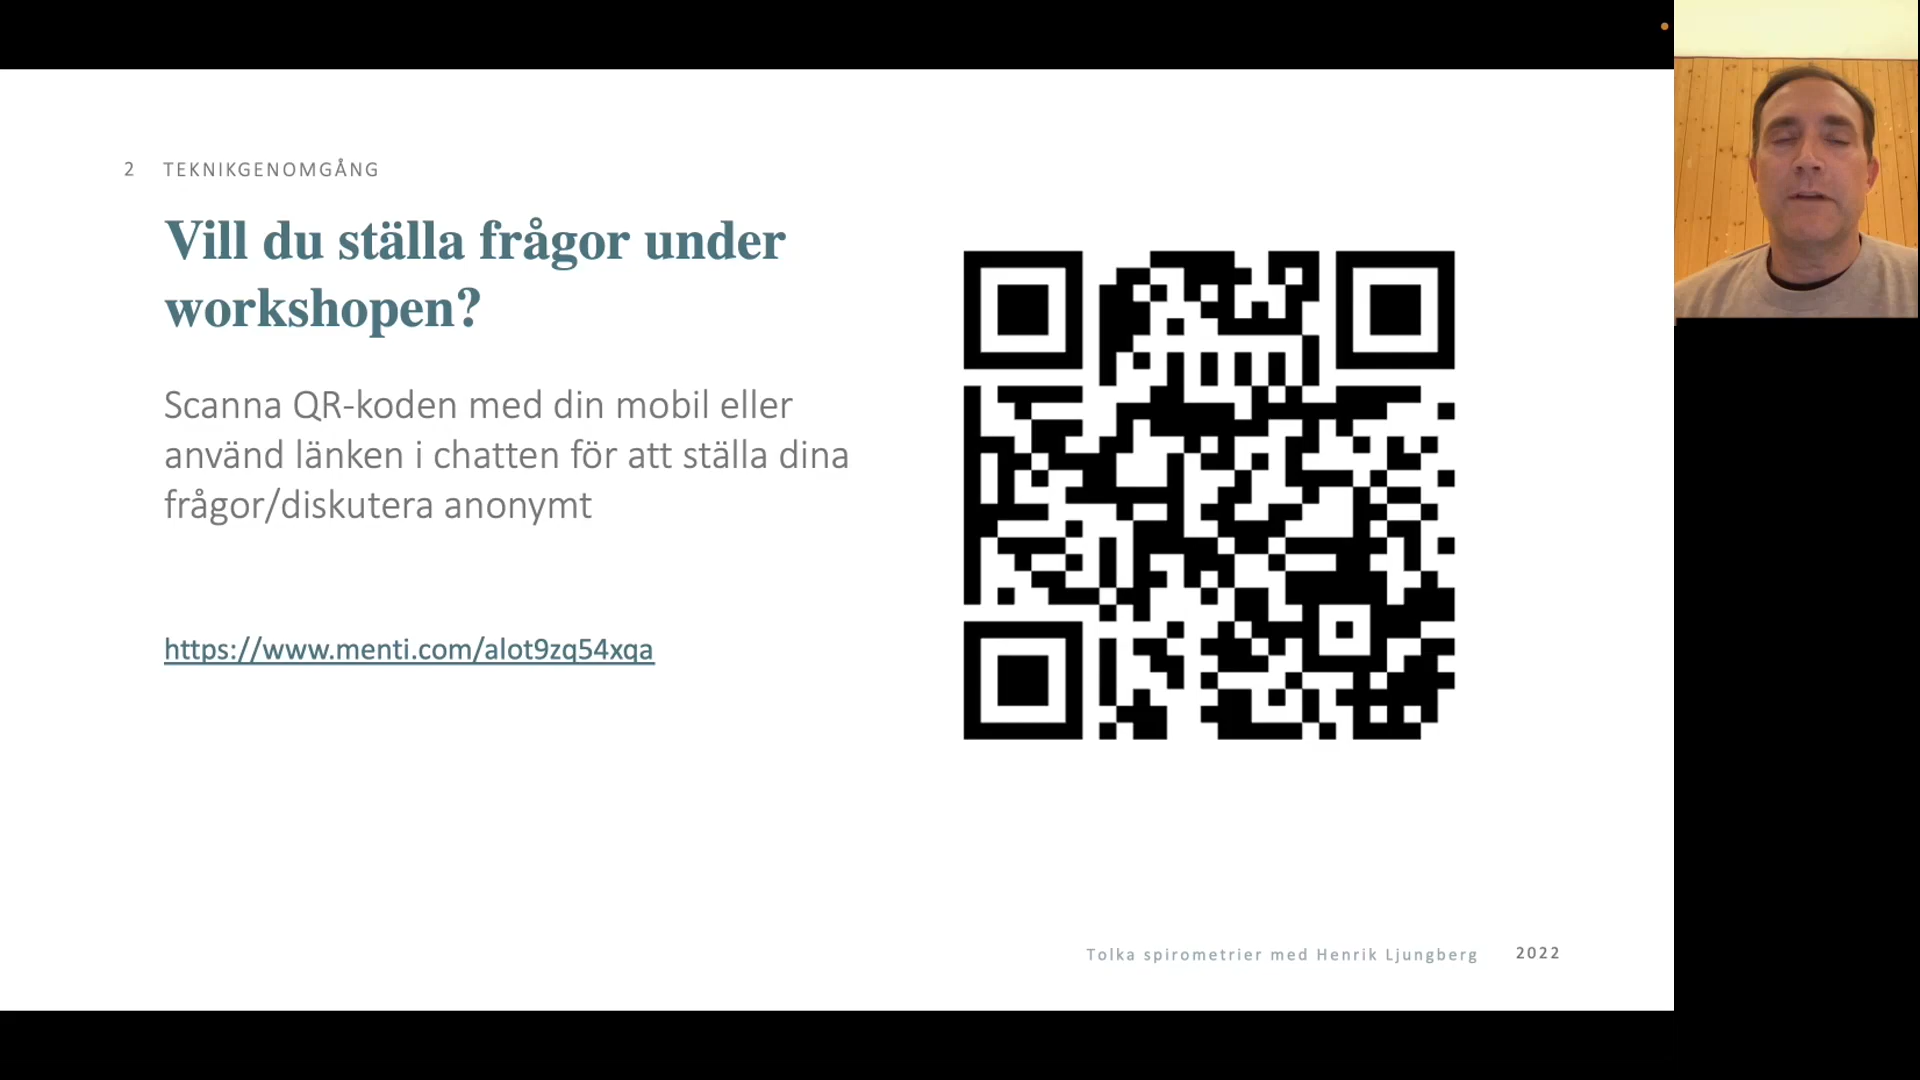 2 TEKNIKGENOMGÅNG
Vill du ställa frågor under
workshopen?
Scanna QR-koden med din mobil eller
använd länken i chatten för att ställa dina
frågor/diskutera anonymt
https://www.menti.com/alot9zq54xqa
Tolka spirometrier med Henrik Ljungberg 2022